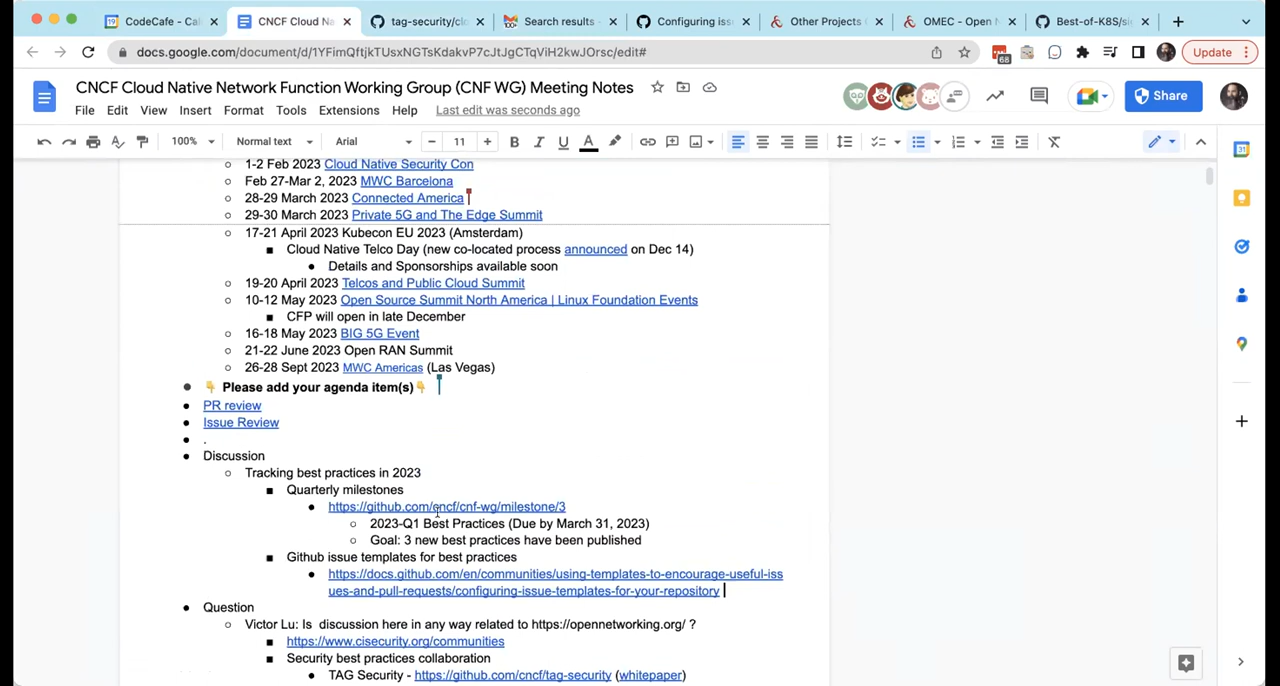 CodeCafe - Cal
CNCF Cloud Na
tag-security/clo
Search results -
Configuring iss
Other Projects
OMEC - Open N
Best-of-K8S/si
docs.google.com/document/d/1YFimQftjkTUsxNGTsKdakvP7cJtJgCTqViH2kwJOrsc/edit#
68
Update
CNCF Cloud Native Network Function Working Group (CNF WG) Meeting Notes
File Edit View Insert Format Tools Extensions Help Last edit was seconds ago
Share
100% Normal text Arial 11
1-2 Feb 2023 Cloud Native Security Con
Feb 27-Mar 2, 2023 MWC Barcelona
28-29 March 2023 Connected America
29-30 March 2023 Private 5G and The Edge Summit
17-21 April 2023 Kubecon EU 2023 (Amsterdam)
Cloud Native Telco Day (new co-located process announced on Dec 14)
Details and Sponsorships available soon
19-20 April 2023 Telcos and Public Cloud Summit
10-12 May 2023 Open Source Summit North America | Linux Foundation Events
CFP will open in late December
16-18 May 2023 BIG 5G Event
21-22 June 2023 Open RAN Summit
26-28 Sept 2023 MWC Americas (Las Vegas)
👇 Please add your agenda item(s)👇
PR review
Issue Review
.
Discussion
Tracking best practices in 2023
Quarterly milestones
https://github.com/cncf/cnf-wg/milestone/3
2023-Q1 Best Practices (Due by March 31, 2023)
Goal: 3 new best practices have been published
Github issue templates for best practices
https://docs.github.com/en/communities/using-templates-to-encourage-useful-iss
ues-and-pull-requests/configuring-issue-templates-for-your-repository
Question
Victor Lu: Is discussion here in any way related to https://opennetworking.org/ ?
https://www.cisecurity.org/communities
Security best practices collaboration
TAG Security - https://github.com/cncf/tag-security (whitepaper)